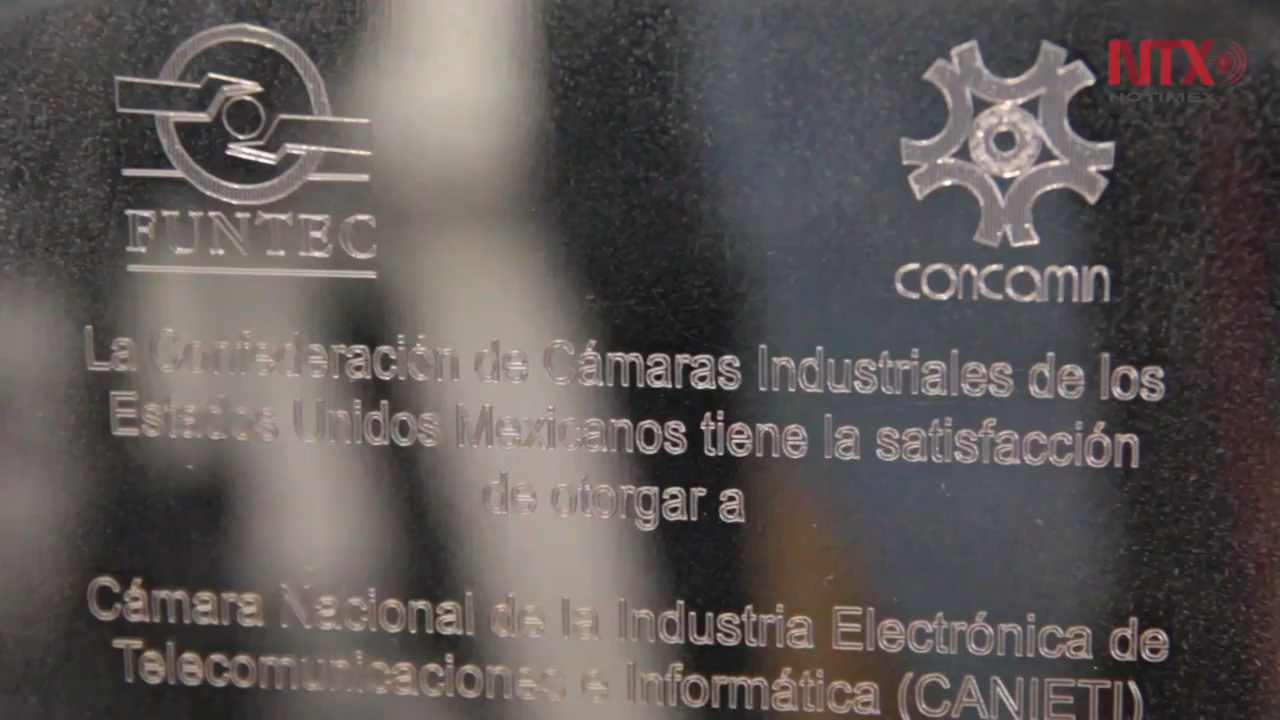 NTX
NOTIMEX
FUNTEC
concamin
La Confederación de Cámaras Industriales de los
Estados Unidos Mexicanos tiene la satisfacción
de otorgar a
Cámara Nacional de la Industria Electrónica de
Telecomunicaciones e Informática (CANIETI)